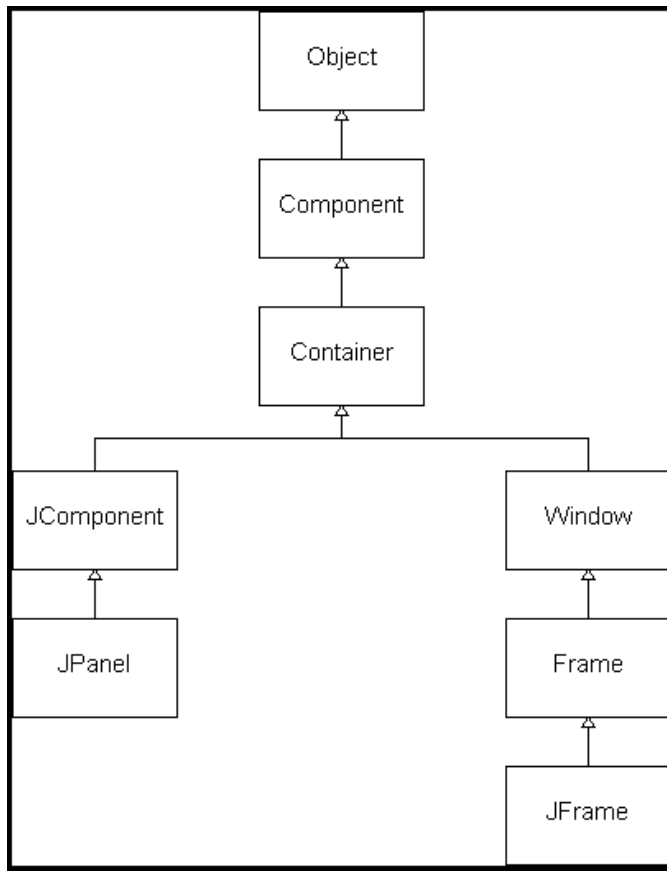 Object
Component
Container
JComponent
Window
JPanel
Frame
JFrame